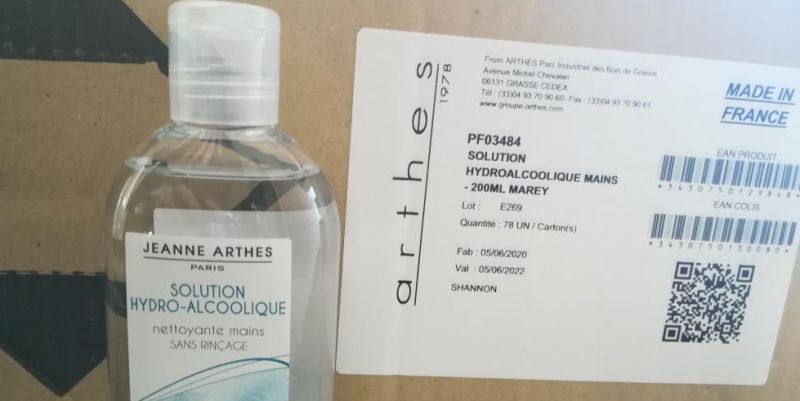 JEANNE ARTHES
PARIS
SOLUTION
HYDRO-ALCOOLIQUE
nettoyante mains
SANS RINÇAGE
arthes
1978
From ARTHES Parc Industriel des Bois de Grasse
Avenue Michel Chevalier
06131 GRASSE CEDEX
Tél : (33)04 93 70 90 60- Fax : (33)04 93 70 90 61
www.groupe-arthes.com
MADE IN
FRANCE
PF03484
SOLUTION
HYDROALCOOLIQUE MAINS
- 200ML MAREY
Lot : E269
Quantité : 78 UN / Carton(s)
Fab : 05/06/2020
Val : 05/06/2022
SHANNON
EAN PRODUIT
*3430750129848*
EAN COLIS
*3430750130080*